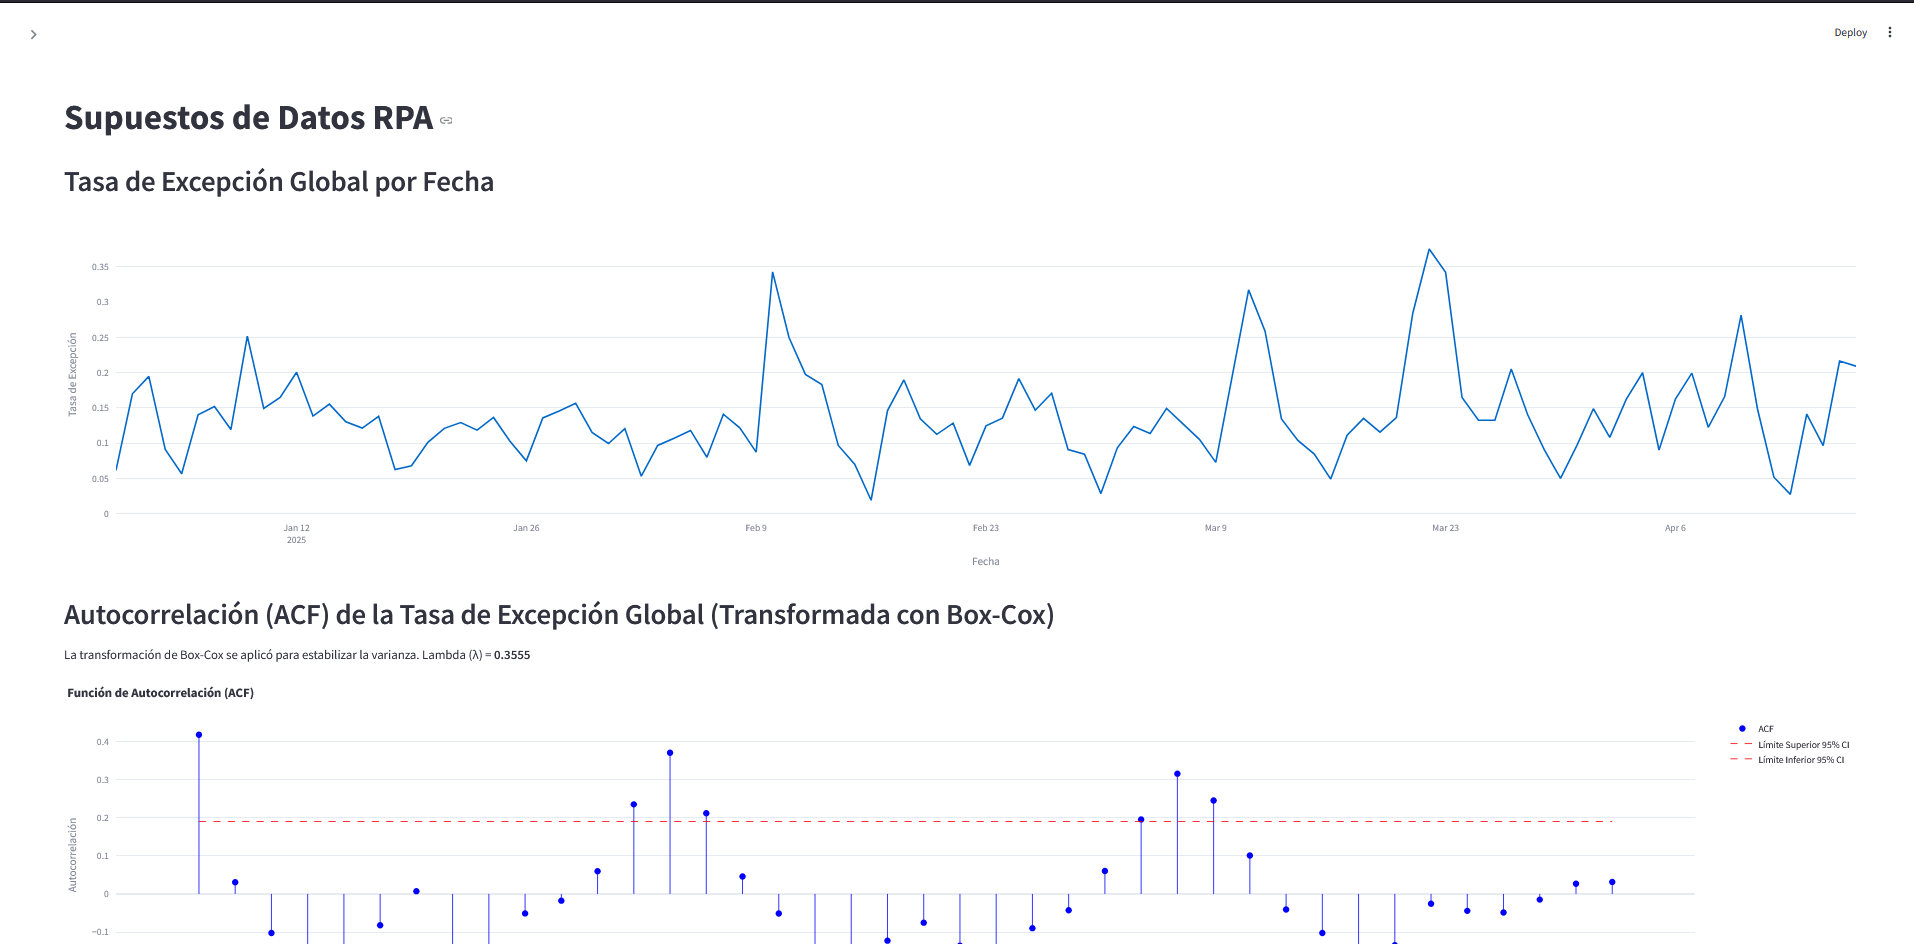 Deploy
Supuestos de Datos RPA
Tasa de Excepción Global por Fecha
Tasa de Excepción
0.35
0.3
0.25
0.2
0.15
0.1
0.05
0
Jan 12
2025
Jan 26
Feb 9
Feb 23
Mar 9
Mar 23
Apr 6
Fecha
Autocorrelación (ACF) de la Tasa de Excepción Global (Transformada con Box-Cox)
La transformación de Box-Cox se aplicó para estabilizar la varianza. Lambda (λ) = 0.3555
Función de Autocorrelación (ACF)
Autocorrelación
0.4
0.3
0.2
0.1
0
−0.1
ACF
Límite Superior 95% CI
Límite Inferior 95% CI